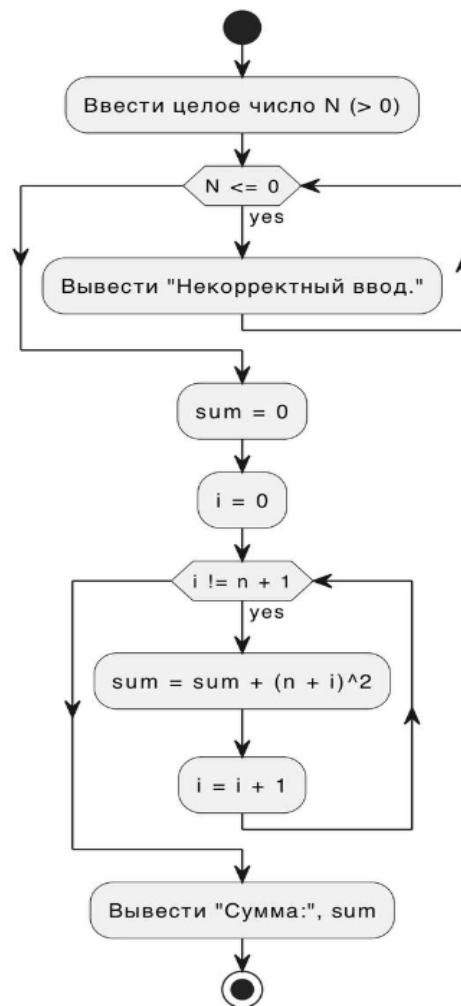 Ввести целое число N (> 0)
N <= 0
yes
Вывести "Некорректный ввод."
sum = 0
i = 0
i != n + 1
yes
sum = sum + (n + i)^2
i = i + 1
Вывести "Сумма:", sum